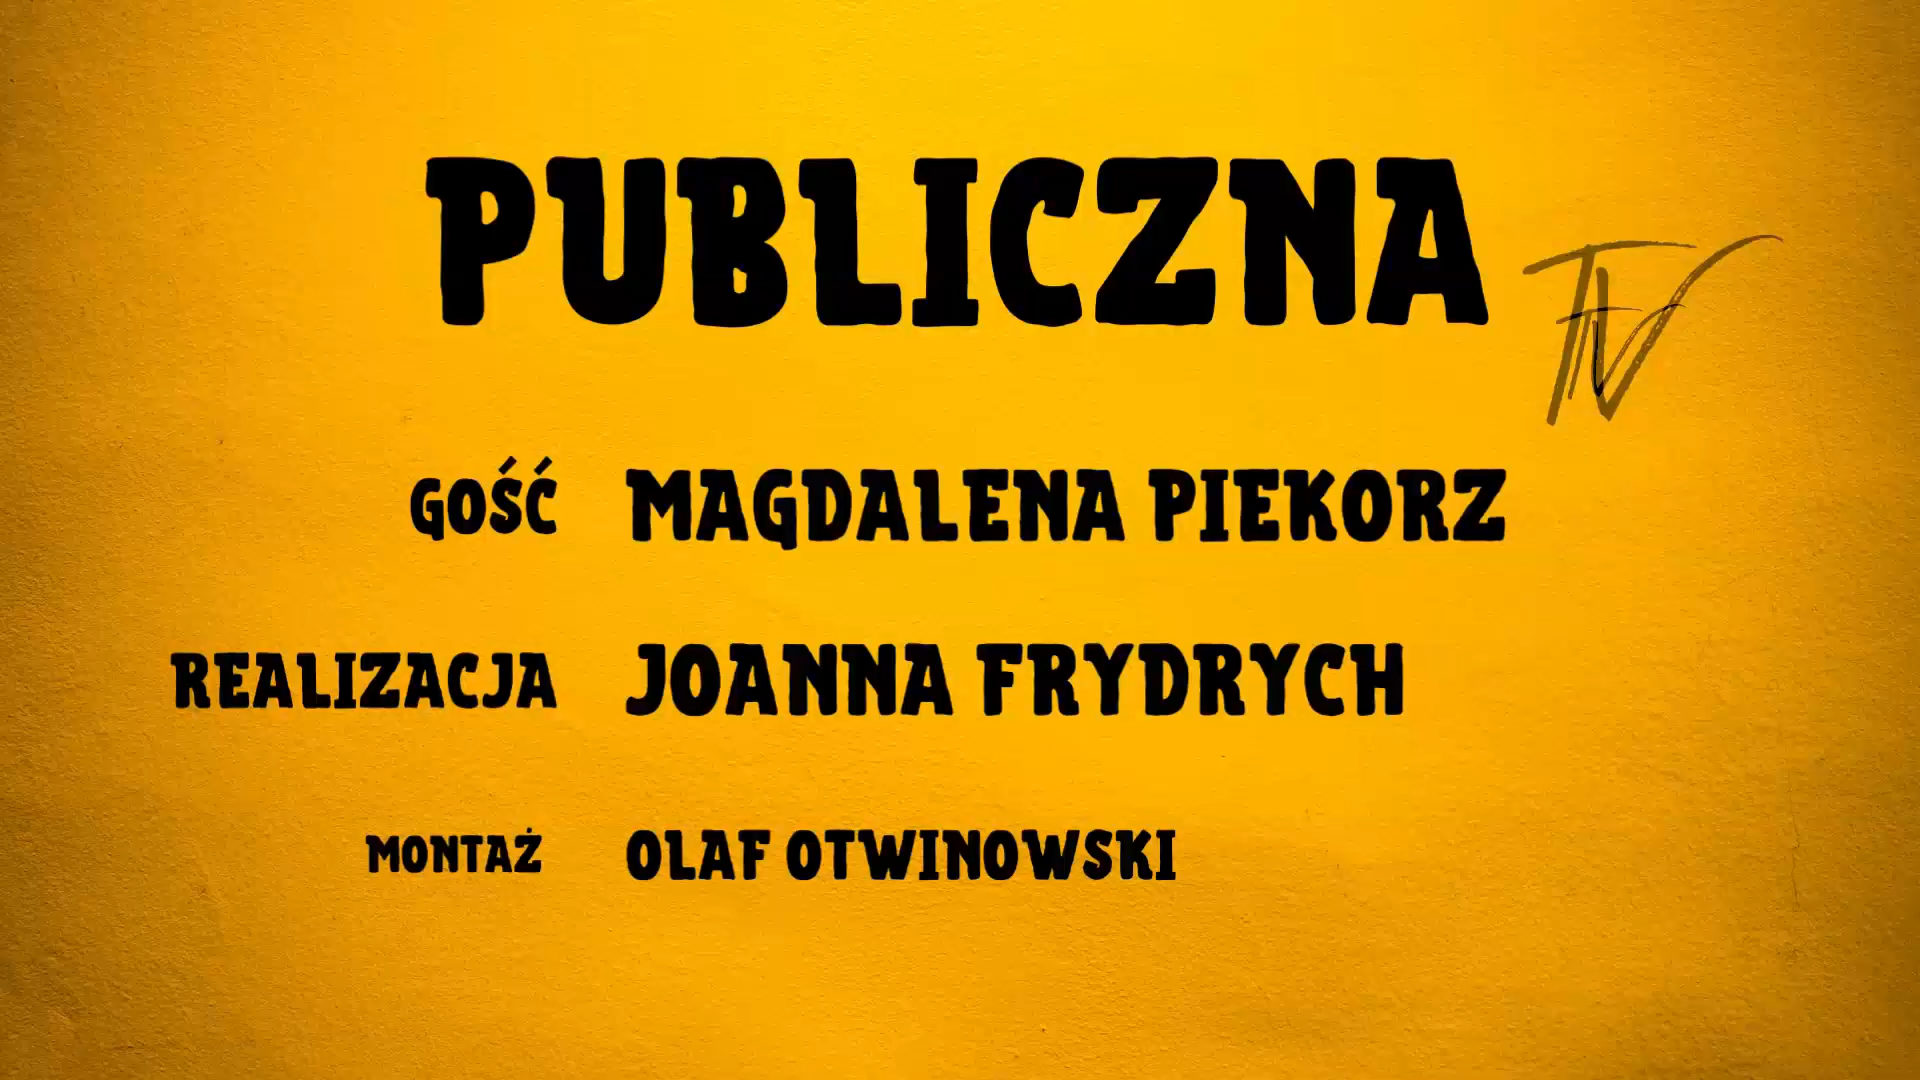 PUBLICZNA
TV
GOŚĆ MAGDALENA PIEKORZ
REALIZACJA JOANNA FRYDRYCH
MONTAŻ OLAF OTWINOWSKI